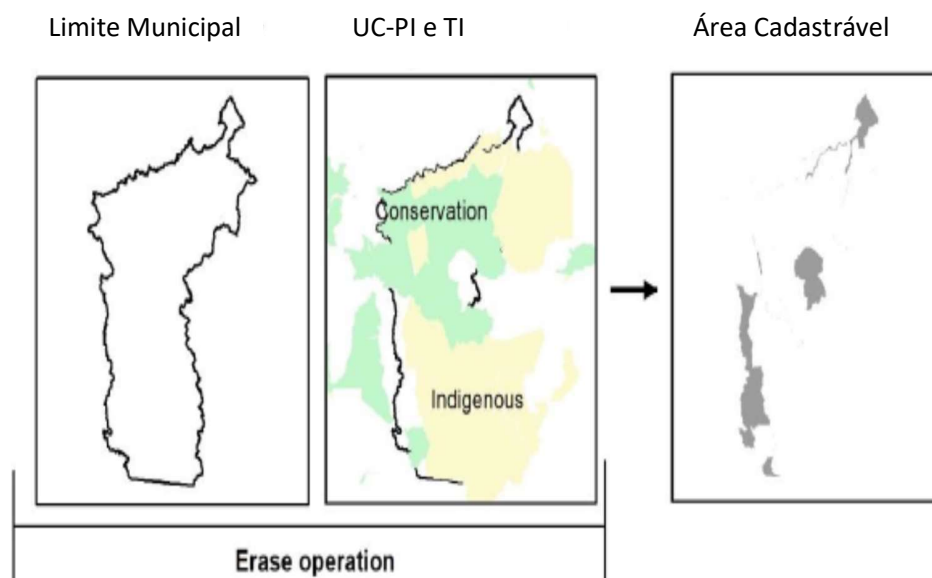 Limite Municipal
UC-PI e TI
Área Cadastrável
Conservation
Indigenous
Erase operation